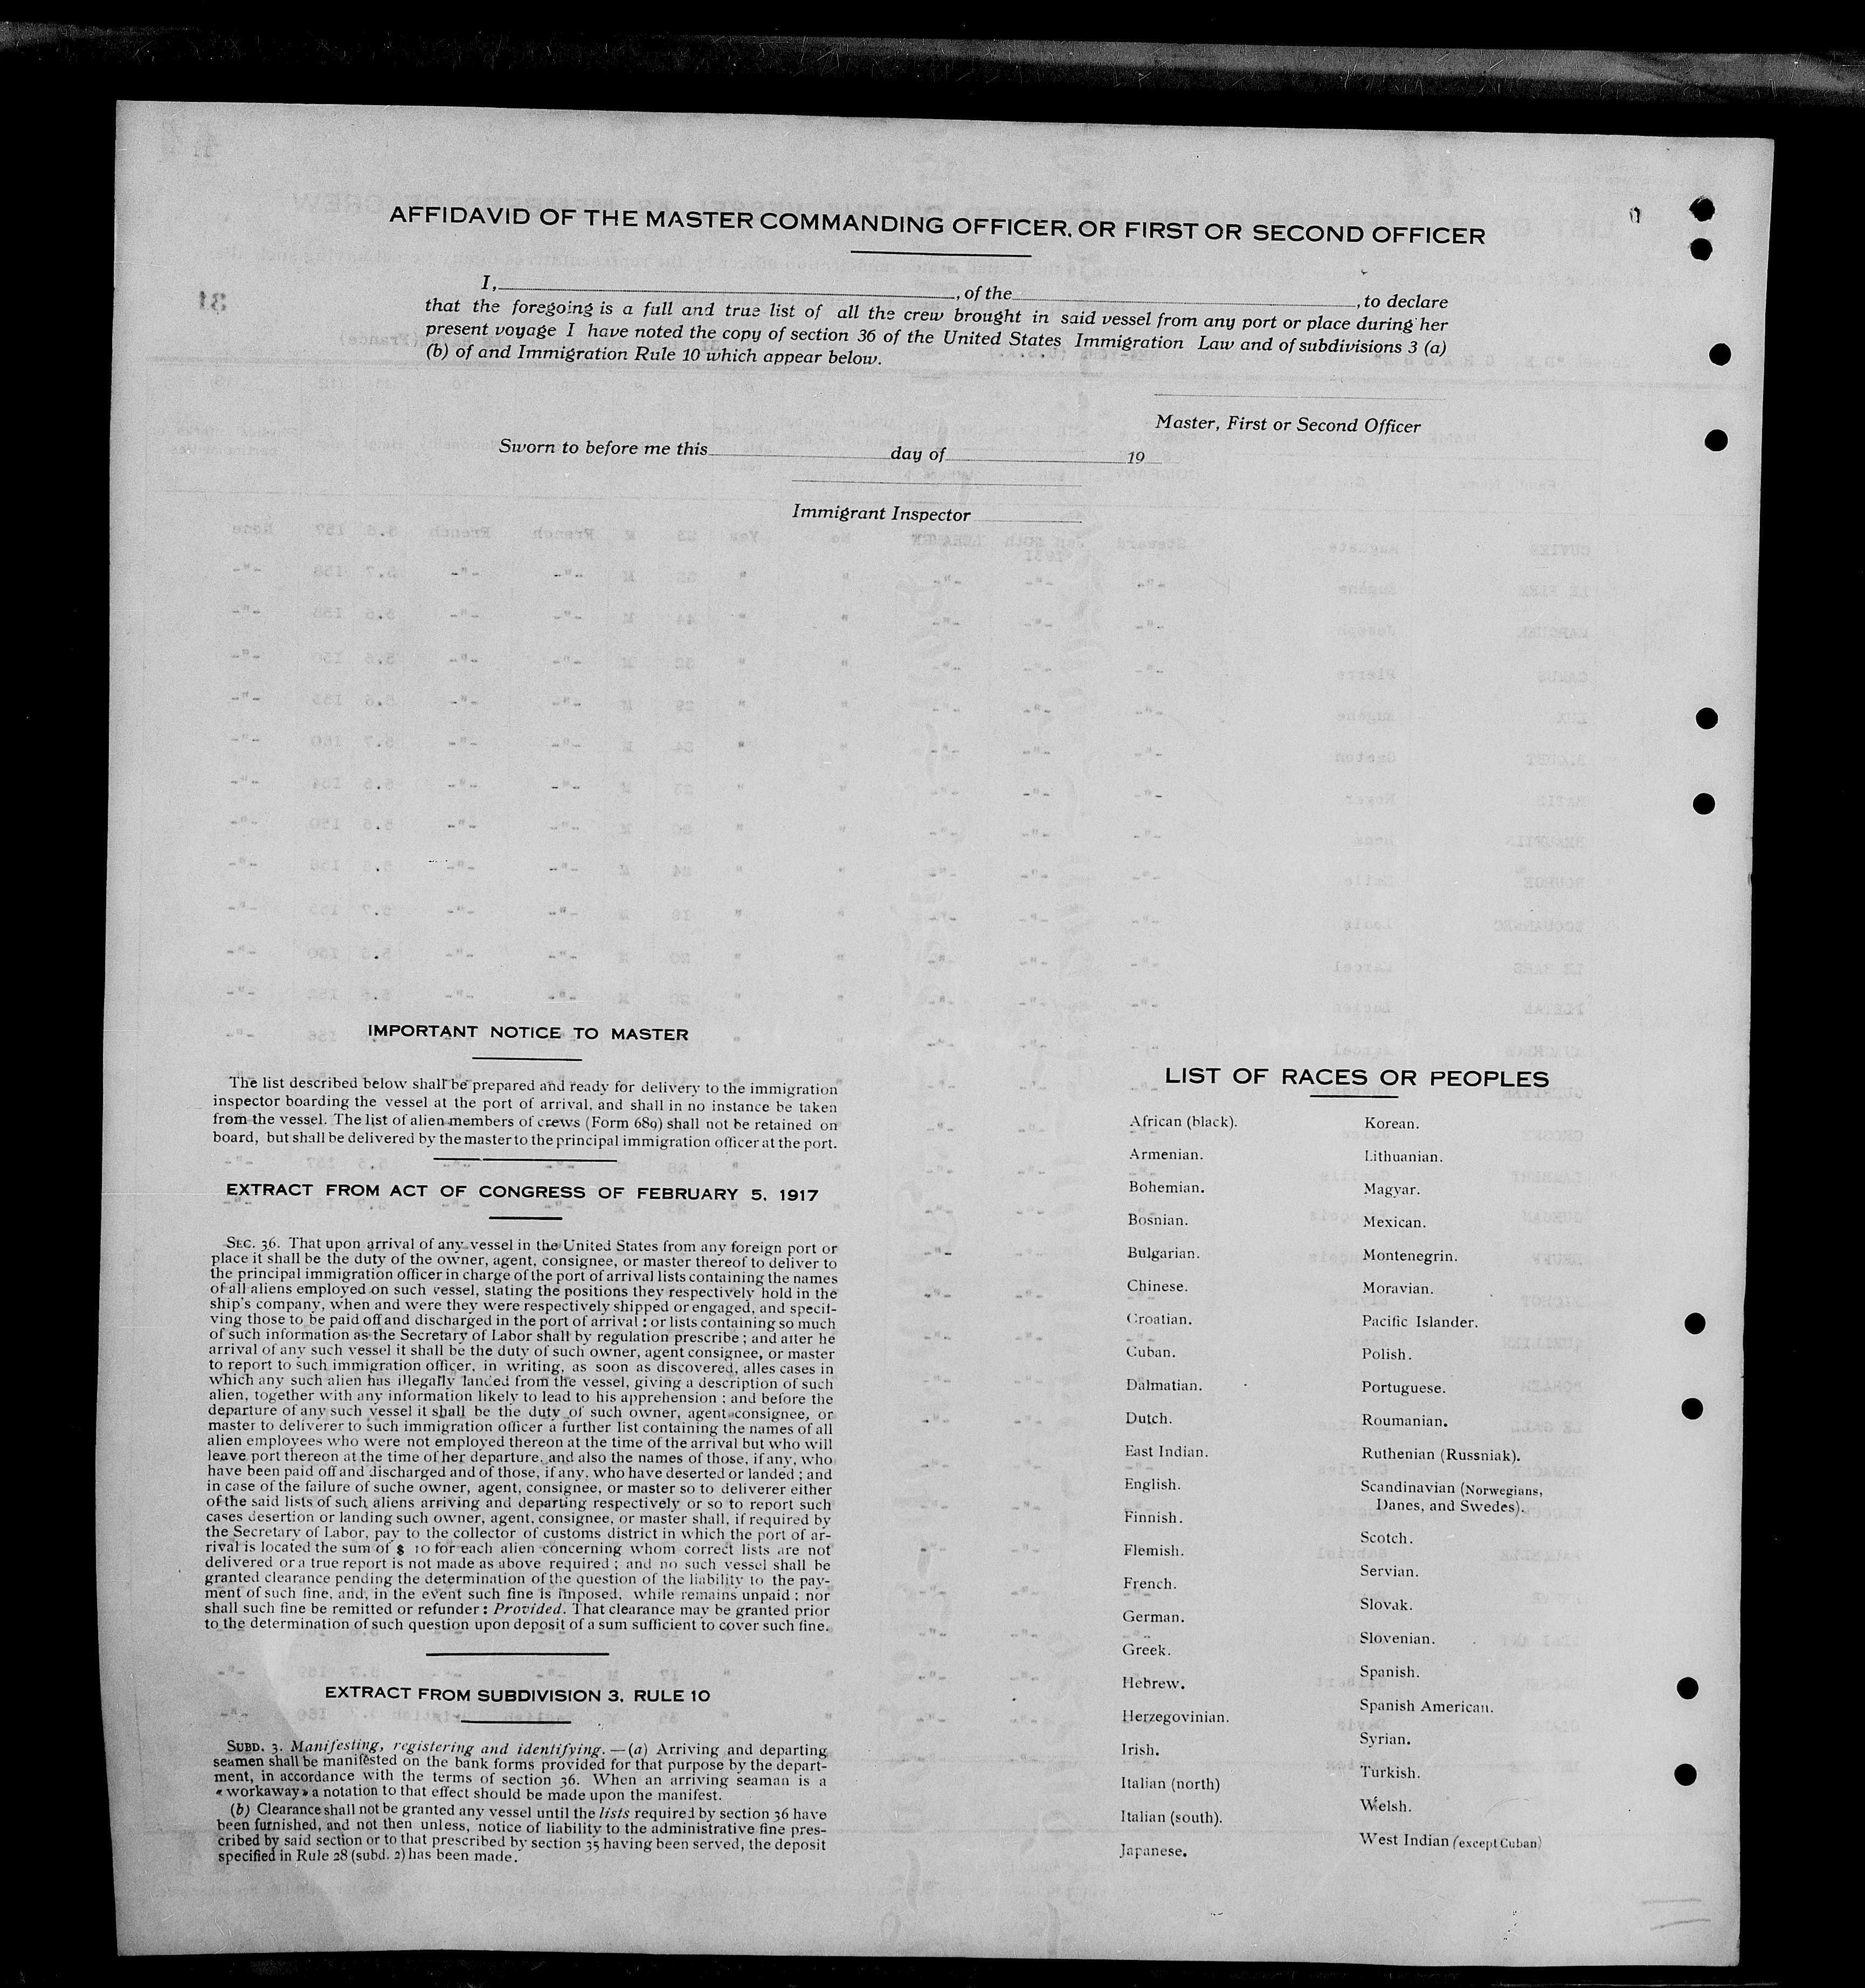 AFFIDAVID OF THE MASTER COMMANDING OFFICER, OR FIRST OR SECOND OFFICER
I, , of the , to declare
that the foregoing is a full and true list of all the crew brought in said vessel from any port or place during her
present voyage I have noted the copy of section 36 of the United States Immigration Law and of subdivisions 3 (a)
(b) of and Immigration Rule 10 which appear below.
Master, First or Second Officer
Sworn to before me this day of 19
Immigrant Inspector
IMPORTANT NOTICE TO MASTER
The list described below shall be prepared and ready for delivery to the immigration
inspector boarding the vessel at the port of arrival, and shall in no instance be taken
from the vessel. The list of alien members of crews (Form 689) shall not be retained on
board, but shall be delivered by the master to the principal immigration officer at the port.
EXTRACT FROM ACT OF CONGRESS OF FEBRUARY 5, 1917
SEC. 36. That upon arrival of any vessel in the United States from any foreign port or
place it shall be the duty of the owner, agent, consignee, or master thereof to deliver to
the principal immigration officer in charge of the port of arrival lists containing the names
of all aliens employed on such vessel, stating the positions they respectively hold in the
ship's company, when and were they were respectively shipped or engaged, and specif-
ving those to be paid off and discharged in the port of arrival : or lists containing so much
of such information as the Secretary of Labor shall by regulation prescribe ; and atter he
arrival of any such vessel it shall be the duty of such owner, agent consignee, or master
to report to such immigration officer, in writing, as soon as discovered, alles cases in
which any such alien has illegally landed from the vessel, giving a description of such
alien, together with any information likely to lead to his apprehension ; and before the
departure of any such vessel it shall be the duty of such owner, agent consignee, or
master to deliverer to such immigration officer a further list containing the names of all
alien employees who were not employed thereon at the time of the arrival but who will
leave port thereon at the time of her departure, and also the names of those, if any, who
have been paid off and discharged and of those, if any, who have deserted or landed ; and
in case of the failure of suche owner, agent, consignee, or master so to deliverer either
of the said lists of such aliens arriving and departing respectively or so to report such
cases desertion or landing such owner, agent, consignee, or master shall, if required by
the Secretary of Labor, pay to the collector of customs district in which the port of ar-
rival is located the sum of $ 10 for each alien concerning whom correct lists are not
delivered or a true report is not made as above required ; and no such vessel shall be
granted clearance pending the determination of the question of the liability to the pay-
ment of such fine, and, in the event such fine is imposed, while remains unpaid : nor
shall such fine be remitted or refunder : Provided. That clearance may be granted prior
to the determination of such question upon deposit of a sum sufficient to cover such fine.
EXTRACT FROM SUBDIVISION 3, RULE 10
SUBD. 3. Manifesting, registering and identifying. — (a) Arriving and departing
seamen shall be manifested on the bank forms provided for that purpose by the depart-
ment, in accordance with the terms of section 36. When an arriving seaman is a
« workaway » a notation to that effect should be made upon the manifest.
(b) Clearance shall not be granted any vessel until the lists required by section 36 have
been furnished, and not then unless, notice of liability to the administrative fine pres-
cribed by said section or to that prescribed by section 35 having been served, the deposit
specified in Rule 28 (subd. 2) has been made.
LIST OF RACES OR PEOPLES
African (black).
Armenian.
Bohemian.
Bosnian.
Bulgarian.
Chinese.
Croatian.
Cuban.
Dalmatian.
Dutch.
East Indian.
English.
Finnish.
Flemish.
French.
German.
Greek.
Hebrew.
Herzegovinian.
Irish.
Italian (north)
Italian (south).
Japanese.
Korean.
Lithuanian.
Magyar.
Mexican.
Montenegrin.
Moravian.
Pacific Islander.
Polish.
Portuguese.
Roumanian.
Ruthenian (Russniak).
Scandinavian (Norwegians,
Danes, and Swedes).
Scotch.
Servian.
Slovak.
Slovenian.
Spanish.
Spanish American.
Syrian.
Turkish.
Welsh.
West Indian (except Cuban)